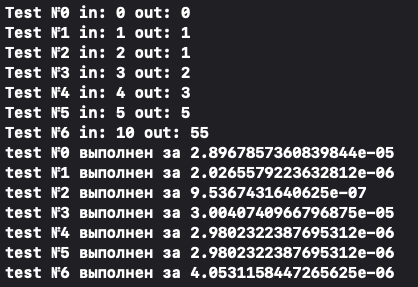 Test №0 in: 0 out: 0
Test №1 in: 1 out: 1
Test №2 in: 2 out: 1
Test №3 in: 3 out: 2
Test №4 in: 4 out: 3
Test №5 in: 5 out: 5
Test №6 in: 10 out: 55
test №0 выполнен за 2.8967857360839844e-05
test №1 выполнен за 2.0265579223632812e-06
test №2 выполнен за 9.5367431640625e-07
test №3 выполнен за 3.0040740966796875e-05
test №4 выполнен за 2.9802322387695312e-06
test №5 выполнен за 2.9802322387695312e-06
test №6 выполнен за 4.0531158447265625e-06